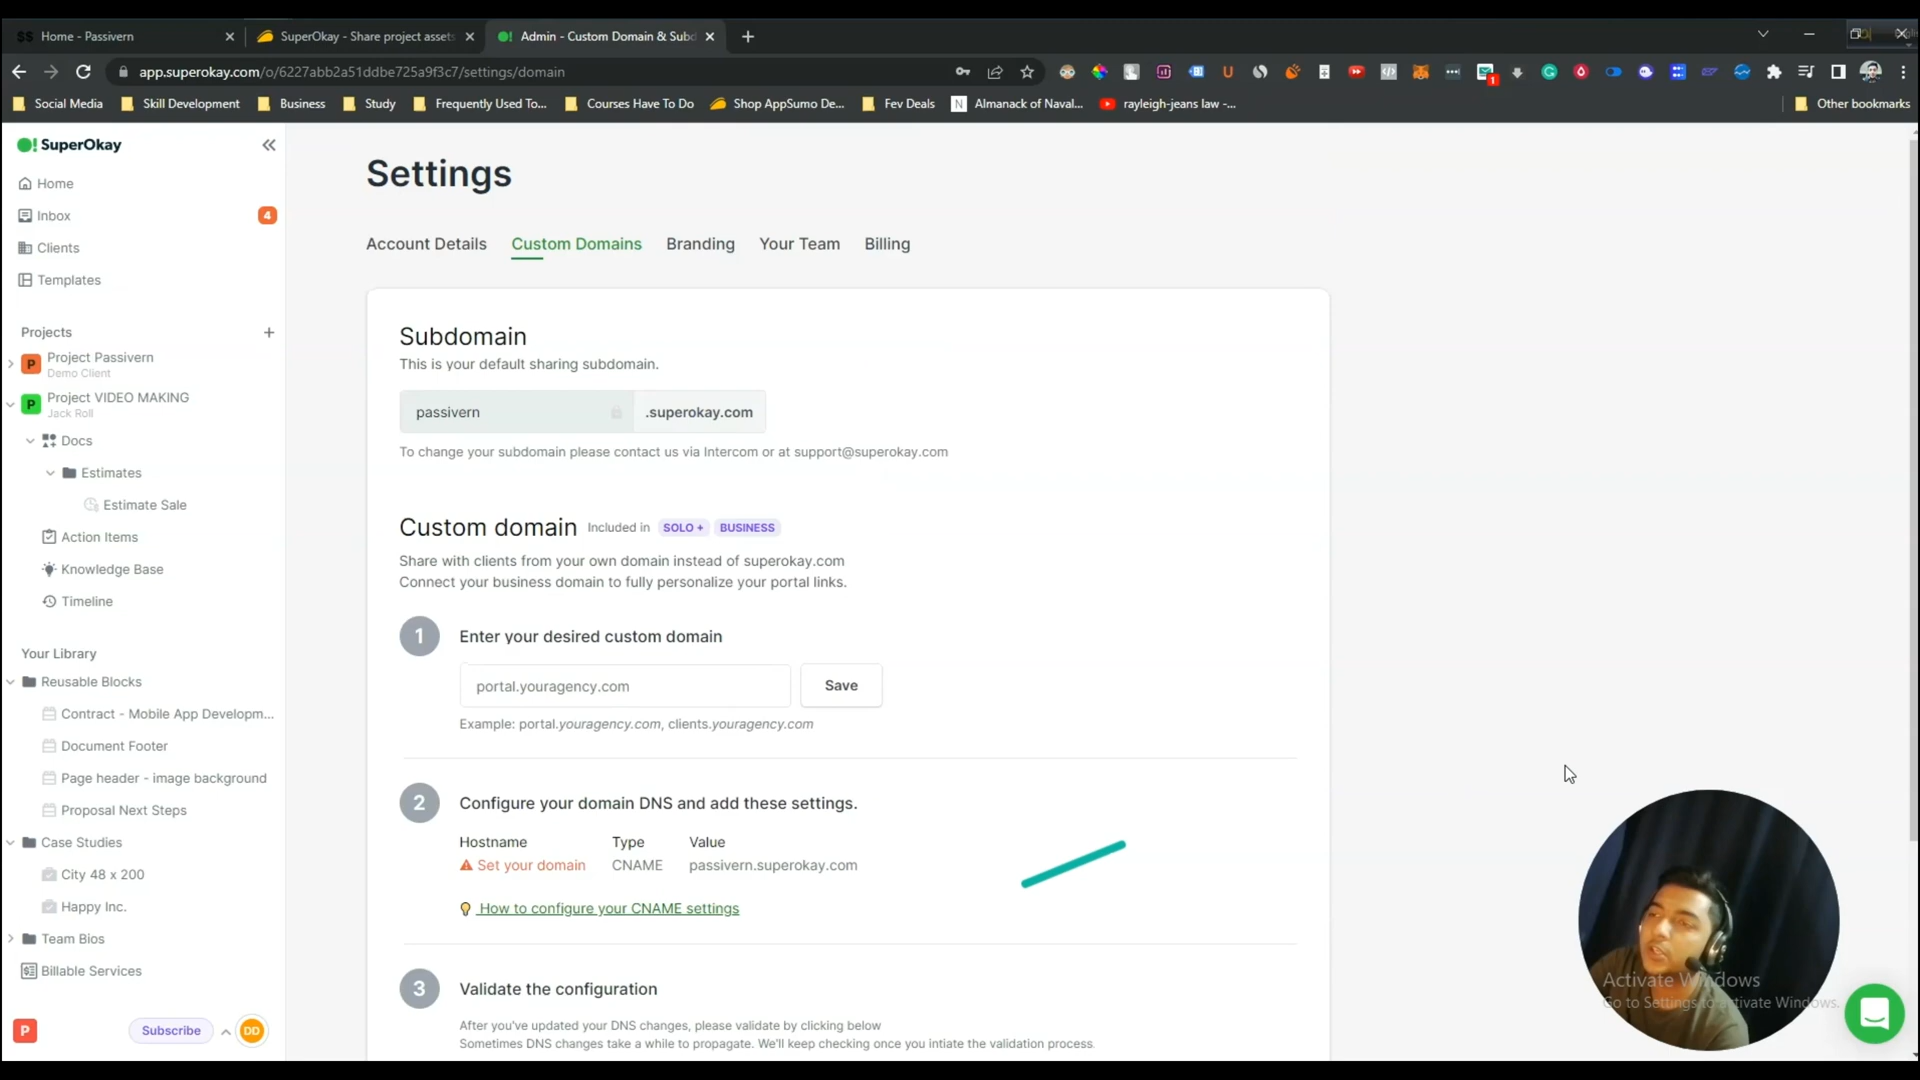 $$ Home - Passivern
SuperOkay - Share project assets
Admin - Custom Domain & Subd
app.superokay.com/o/6227abb2a51ddbe725a9f3c7/settings/domain
1
Social Media
Skill Development
Business
Study
Frequently Used To...
Courses Have To Do
Shop AppSumo De...
Fev Deals
N Almanack of Naval...
rayleigh-jeans law -...
Other bookmarks
SuperOkay
Home
Inbox
4
Clients
Templates
Projects
P Project Passivern
Demo Client
P Project VIDEO MAKING
Jack Roll
Docs
Estimates
Estimate Sale
Action Items
Knowledge Base
Timeline
Your Library
Reusable Blocks
Contract - Mobile App Developm...
Document Footer
Page header - image background
Proposal Next Steps
Case Studies
City 48 x 200
Happy Inc.
Team Bios
Billable Services
P
Subscribe
DD
Settings
Account Details
Custom Domains
Branding
Your Team
Billing
Subdomain
This is your default sharing subdomain.
passivern
.superokay.com
To change your subdomain please contact us via Intercom or at support@superokay.com
Custom domain Included in SOLO + BUSINESS
Share with clients from your own domain instead of superokay.com
Connect your business domain to fully personalize your portal links.
1 Enter your desired custom domain
portal.youragency.com
Save
Example: portal.youragency.com, clients.youragency.com
2 Configure your domain DNS and add these settings.
Hostname Type Value
Set your domain CNAME passivern.superokay.com
How to configure your CNAME settings
3 Validate the configuration
After you've updated your DNS changes, please validate by clicking below
Sometimes DNS changes take a while to propagate. We'll keep checking once you intiate the validation process.
Activate Windows
Go to Settings to activate Windows.